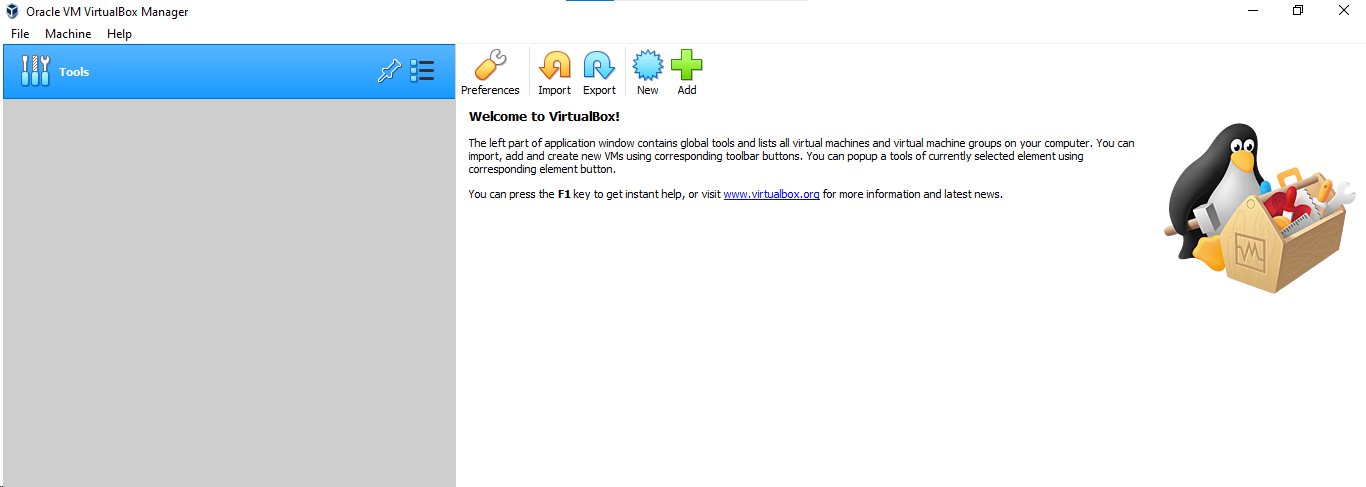 Oracle VM VirtualBox Manager
File Machine Help
Tools
Preferences Import Export New Add
Welcome to VirtualBox!
The left part of application window contains global tools and lists all virtual machines and virtual machine groups on your computer. You can
import, add and create new VMs using corresponding toolbar buttons. You can popup a tools of currently selected element using
corresponding element button.
You can press the F1 key to get instant help, or visit www.virtualbox.org for more information and latest news.